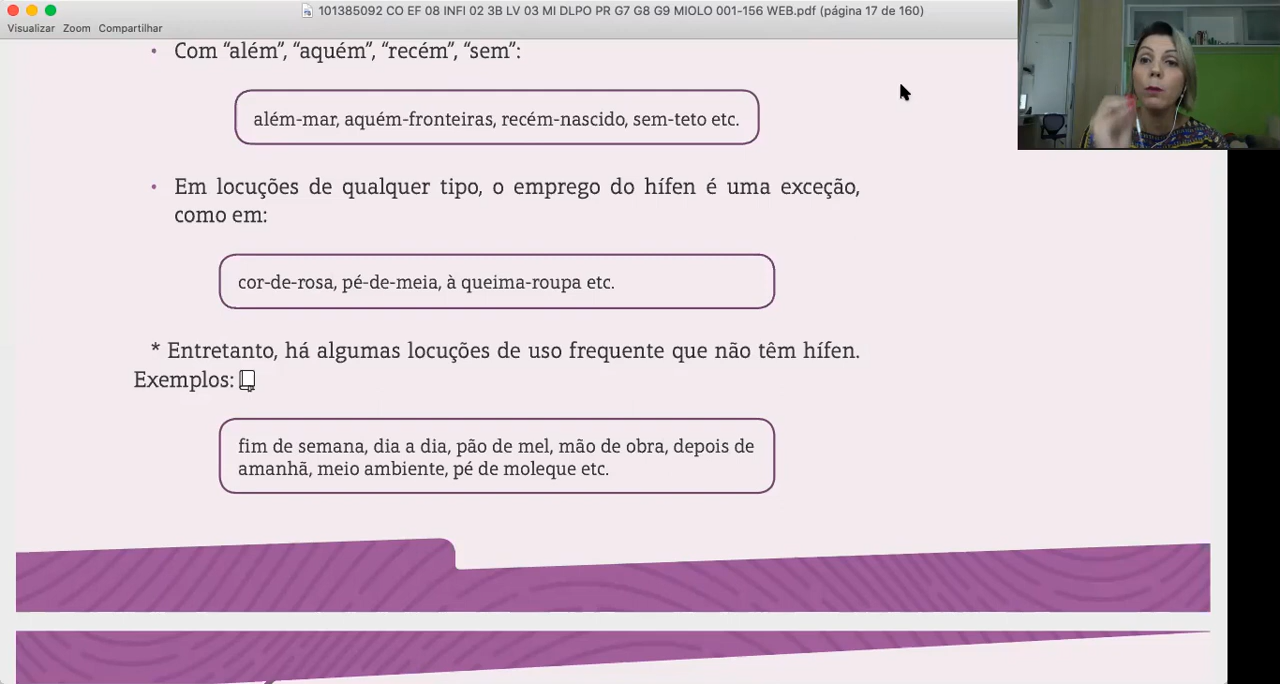 101385092 CO EF 08 INFI 02 3B LV 03 MI DLPO PR G7 G8 G9 MIOLO 001-156 WEB.pdf (página 17 de 160)
Visualizar Zoom Compartilhar
• Com “além”, “aquém”, “recém”, “sem”:
além-mar, aquém-fronteiras, recém-nascido, sem-teto etc.
• Em locuções de qualquer tipo, o emprego do hífen é uma exceção,
como em:
cor-de-rosa, pé-de-meia, à queima-roupa etc.
* Entretanto, há algumas locuções de uso frequente que não têm hífen.
Exemplos:
fim de semana, dia a dia, pão de mel, mão de obra, depois de
amanhã, meio ambiente, pé de moleque etc.